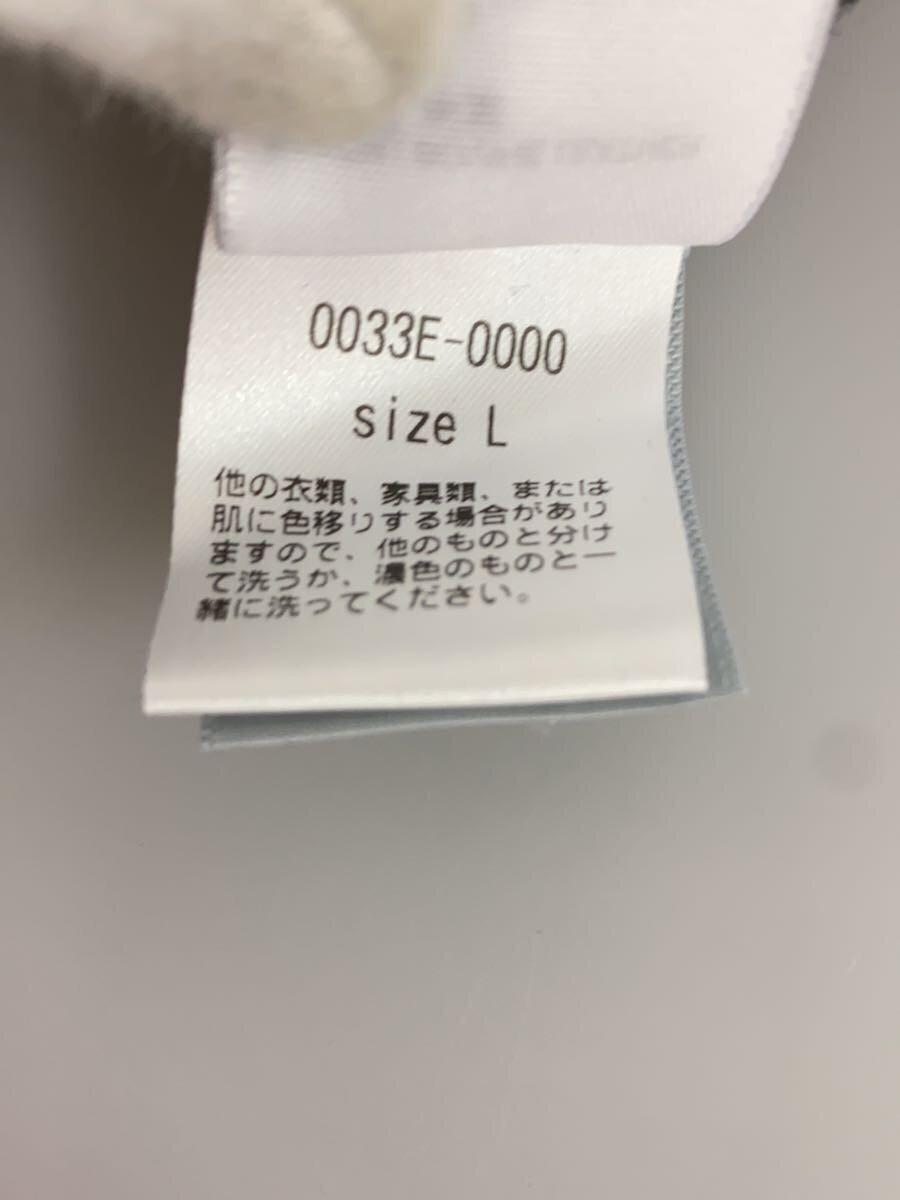 0033E-0000
size L
他の衣類、家具類、または
肌に色移りする場合があり
ますので、他のものと分け
て洗うか、濃色のものと一
緒に洗ってください。